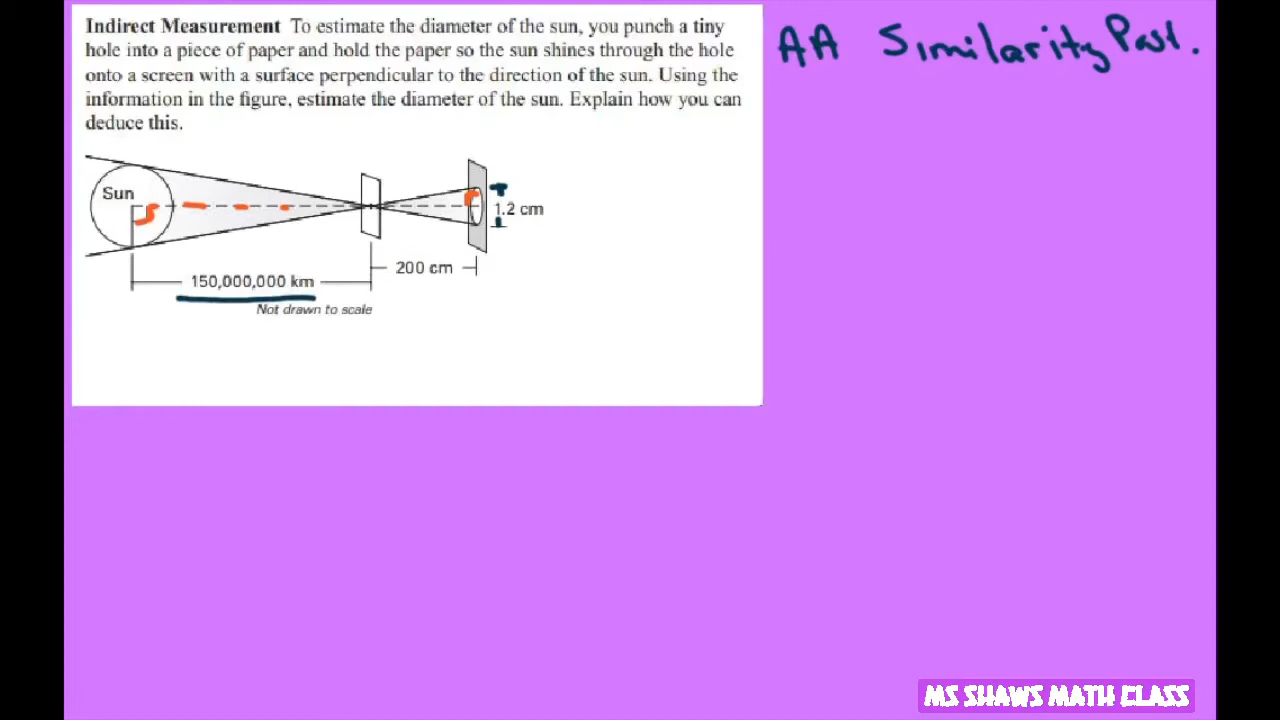 Indirect Measurement To estimate the diameter of the sun, you punch a tiny
hole into a piece of paper and hold the paper so the sun shines through the hole
onto a screen with a surface perpendicular to the direction of the sun. Using the
information in the figure, estimate the diameter of the sun. Explain how you can
deduce this.
AA Similarity Post.
Sun
1.2 cm
200 cm
150,000,000 km
Not drawn to scale
MS SHAWS MATH CLASS